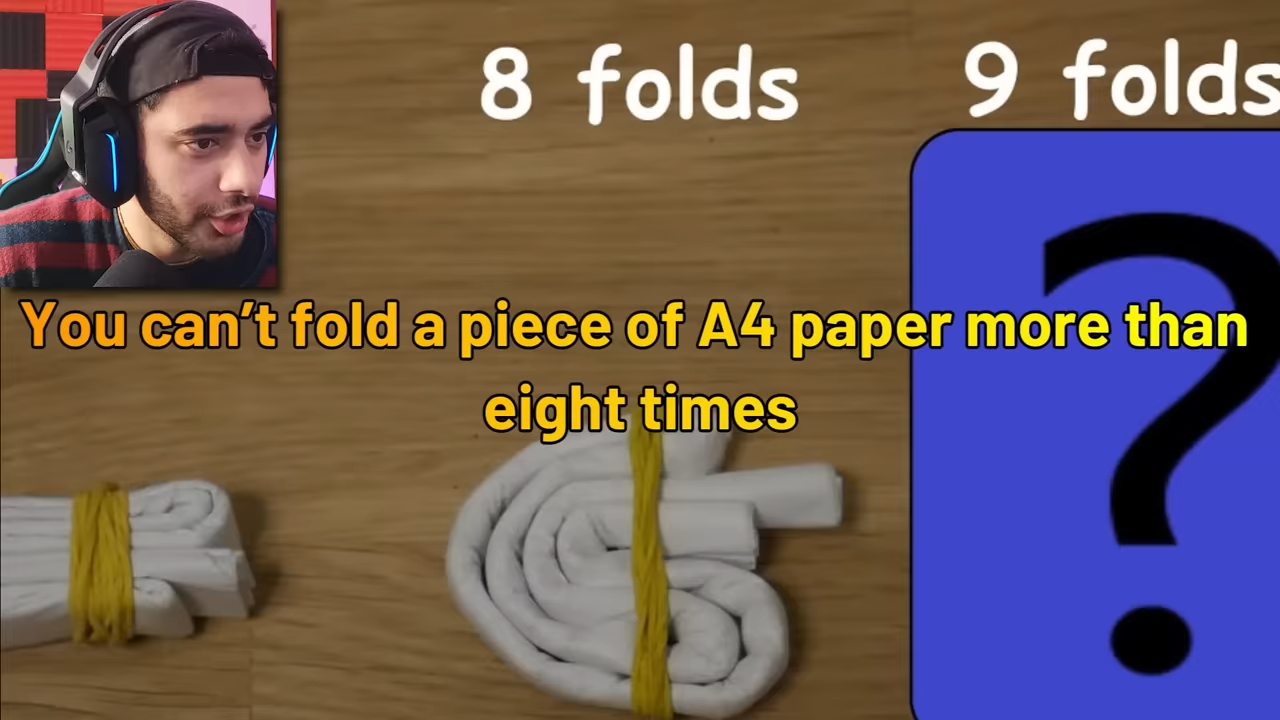 8 folds
9 folds
You can't fold a piece of A4 paper more than
eight times
?